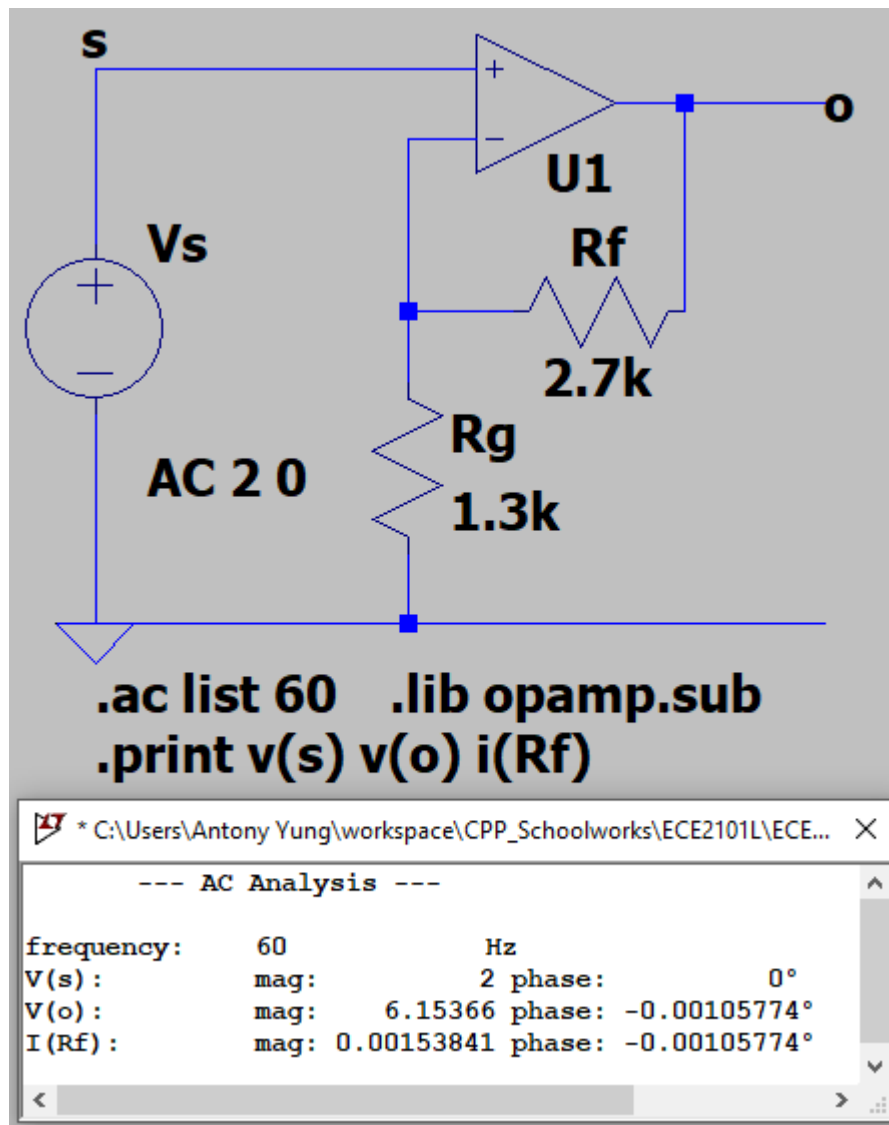 s
+
−
o
U1
Vs
Rf
+
2.7k
−
Rg
AC 2 0
1.3k
.ac list 60 .lib opamp.sub
.print v(s) v(o) i(Rf)
* C:\Users\Antony Yung\workspace\CPP_Schoolworks\ECE2101L\ECE...
--- AC Analysis ---
frequency: 60 Hz
V(s): mag: 2 phase: 0°
V(o): mag: 6.15366 phase: -0.00105774°
I(Rf): mag: 0.00153841 phase: -0.00105774°